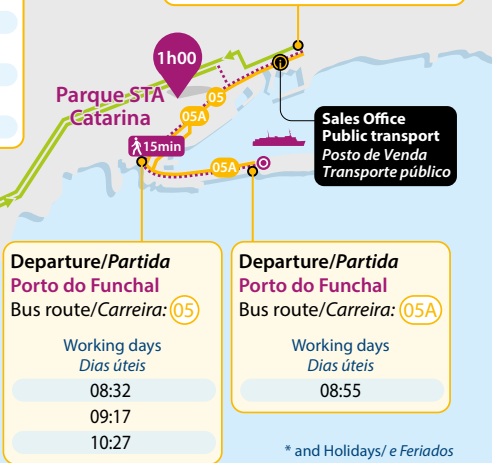 1h00
Parque STA
Catarina
05
05A
15min
05A
Sales Office
Public transport
Posto de Venda
Transporte público
Departure/Partida
Porto do Funchal
Bus route/Carreira: 05
Working days
Dias úteis
08:32
09:17
10:27
Departure/Partida
Porto do Funchal
Bus route/Carreira: 05A
Working days
Dias úteis
08:55
* and Holidays/ e Feriados